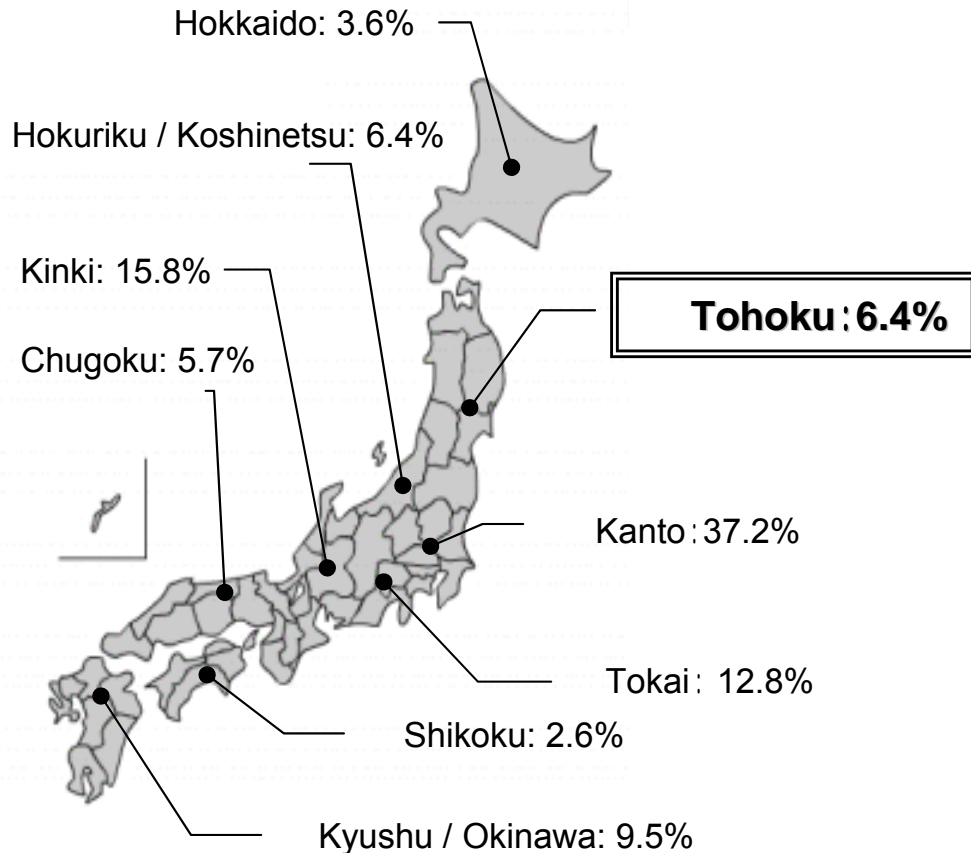 Hokkaido: 3.6%
Hokuriku / Koshinetsu: 6.4%
Kinki: 15.8%
Tohoku:6.4%
Chugoku: 5.7%
Kanto:37.2%
Tokai: 12.8%
Shikoku: 2.6%
Kyushu / Okinawa: 9.5%